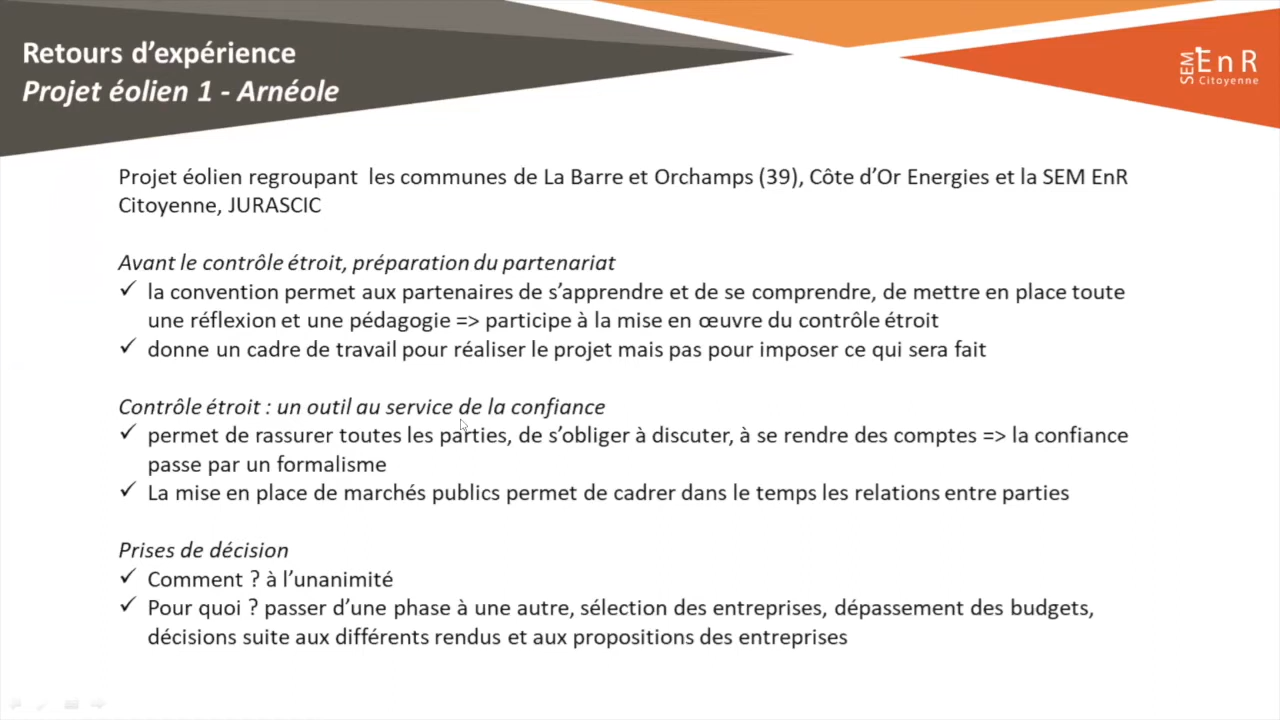 Retours d’expérience
Projet éolien 1 - Arnéole
SEM EnR
Citoyenne
Projet éolien regroupant les communes de La Barre et Orchamps (39), Côte d’Or Energies et la SEM EnR
Citoyenne, JURASCIC
Avant le contrôle étroit, préparation du partenariat
✓ la convention permet aux partenaires de s’apprendre et de se comprendre, de mettre en place toute
une réflexion et une pédagogie => participe à la mise en œuvre du contrôle étroit
✓ donne un cadre de travail pour réaliser le projet mais pas pour imposer ce qui sera fait
Contrôle étroit : un outil au service de la confiance
✓ permet de rassurer toutes les parties, de s’obliger à discuter, à se rendre des comptes => la confiance
passe par un formalisme
✓ La mise en place de marchés publics permet de cadrer dans le temps les relations entre parties
Prises de décision
✓ Comment ? à l’unanimité
✓ Pour quoi ? passer d’une phase à une autre, sélection des entreprises, dépassement des budgets,
décisions suite aux différents rendus et aux propositions des entreprises